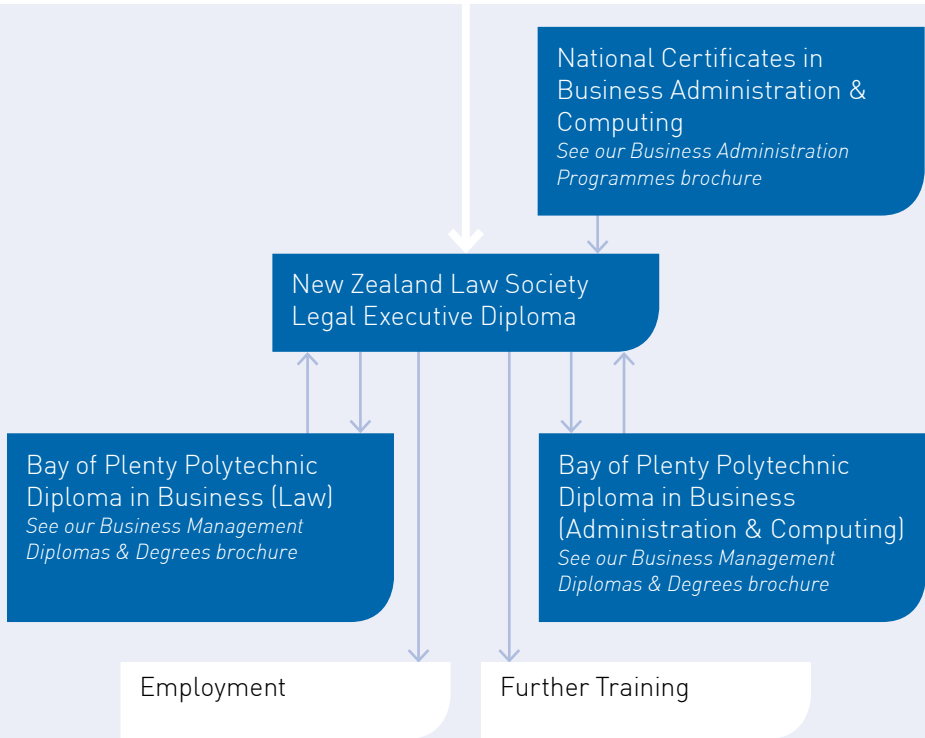 National Certificates in
Business Administration &
Computing
See our Business Administration
Programmes brochure
New Zealand Law Society
Legal Executive Diploma
Bay of Plenty Polytechnic
Diploma in Business (Law)
See our Business Management
Diplomas & Degrees brochure
Bay of Plenty Polytechnic
Diploma in Business
(Administration & Computing)
See our Business Management
Diplomas & Degrees brochure
Employment
Further Training